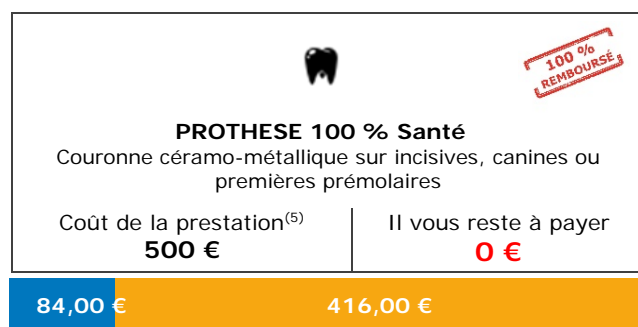 100 %
REMBOURSÉ
PROTHESE 100 % Santé
Couronne céramo-métallique sur incisives, canines ou
premières prémolaires
Coût de la prestation(5)
500 €
Il vous reste à payer
0 €
84,00 €
416,00 €